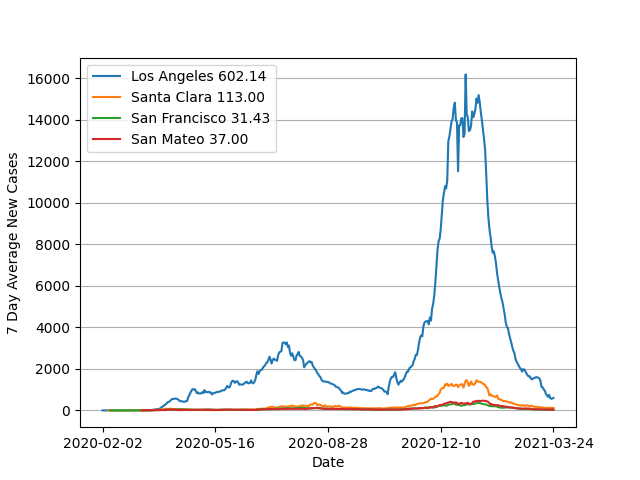 Los Angeles 602.14
Santa Clara 113.00
San Francisco 31.43
San Mateo 37.00
16000
14000
12000
10000
8000
6000
4000
2000
0
7 Day Average New Cases
2020-02-02 2020-05-16 2020-08-28 2020-12-10 2021-03-24
Date